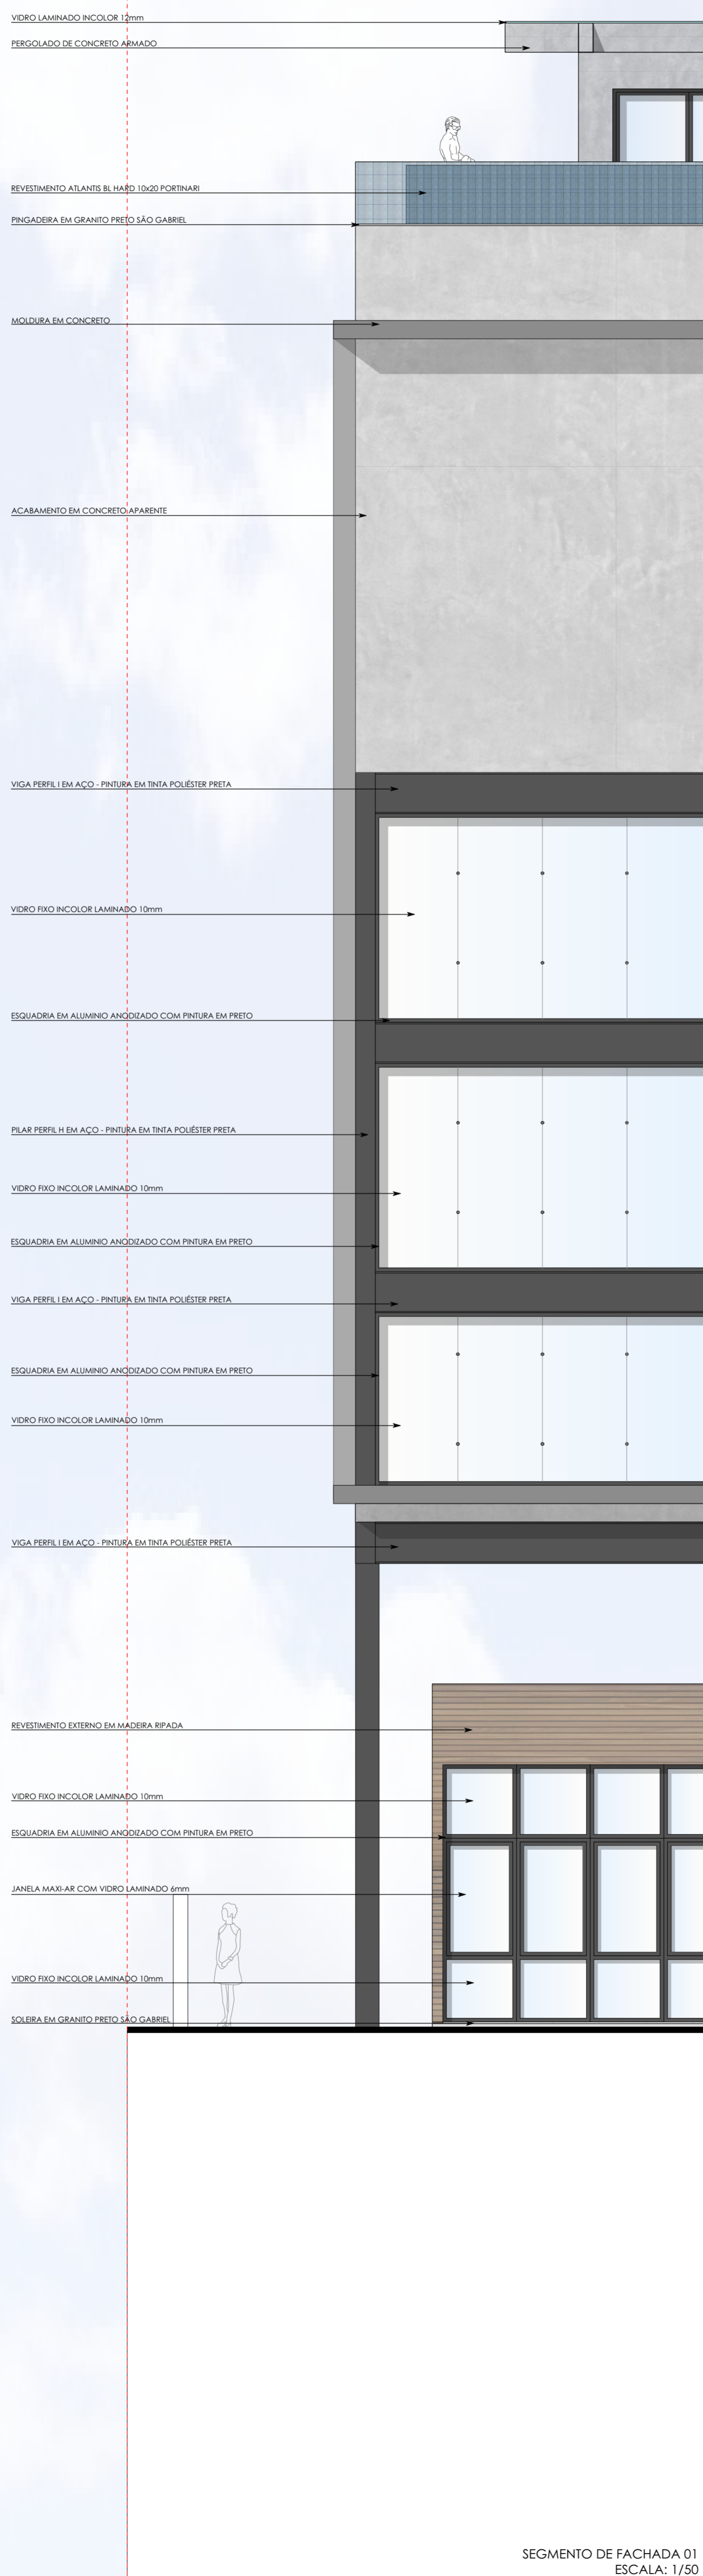 VIDRO LAMINADO INCOLOR 12mm
PERGOLADO DE CONCRETO ARMADO
REVESTIMENTO ATLANTIS BL HARD 10x20 PORTINARI
PINGADEIRA EM GRANITO PRETO SÃO GABRIEL
MOLDURA EM CONCRETO
ACABAMENTO EM CONCRETO APARENTE
VIGA PERFIL I EM AÇO - PINTURA EM TINTA POLIÉSTER PRETA
VIDRO FIXO INCOLOR LAMINADO 10mm
ESQUADRIA EM ALUMINIO ANODIZADO COM PINTURA EM PRETO
PILAR PERFIL H EM AÇO - PINTURA EM TINTA POLIÉSTER PRETA
VIDRO FIXO INCOLOR LAMINADO 10mm
ESQUADRIA EM ALUMINIO ANODIZADO COM PINTURA EM PRETO
VIGA PERFIL I EM AÇO - PINTURA EM TINTA POLIÉSTER PRETA
ESQUADRIA EM ALUMINIO ANODIZADO COM PINTURA EM PRETO
VIDRO FIXO INCOLOR LAMINADO 10mm
VIGA PERFIL I EM AÇO - PINTURA EM TINTA POLIÉSTER PRETA
REVESTIMENTO EXTERNO EM MADEIRA RIPADA
VIDRO FIXO INCOLOR LAMINADO 10mm
ESQUADRIA EM ALUMINIO ANODIZADO COM PINTURA EM PRETO
JANELA MAXI-AR COM VIDRO LAMINADO 6mm
VIDRO FIXO INCOLOR LAMINADO 10mm
SOLEIRA EM GRANITO PRETO SÃO GABRIEL
SEGMENTO DE FACHADA 01
ESCALA: 1/50